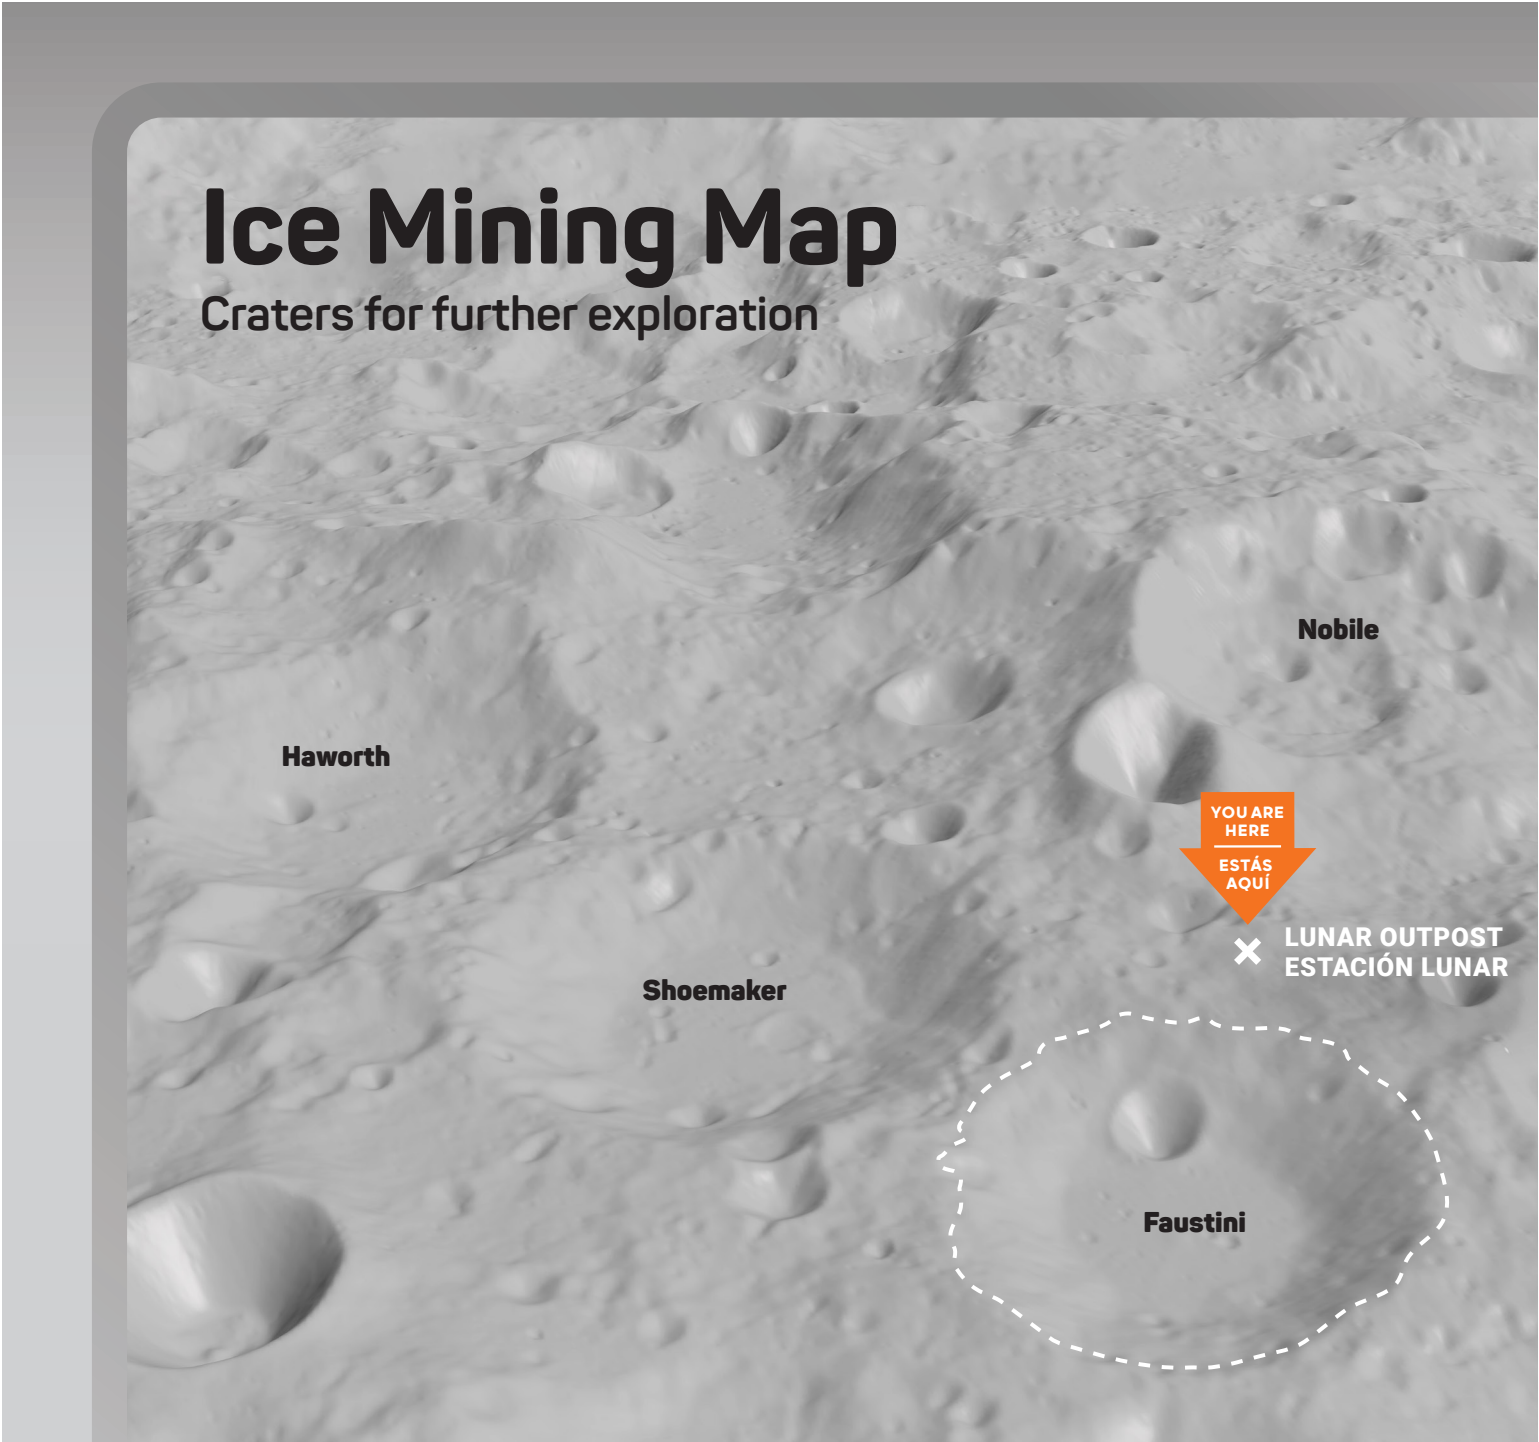 Ice Mining Map
Craters for further exploration
Nobile
Haworth
YOU ARE
HERE
ESTÁS
AQUÍ
LUNAR OUTPOST
ESTACIÓN LUNAR
Shoemaker
Faustini